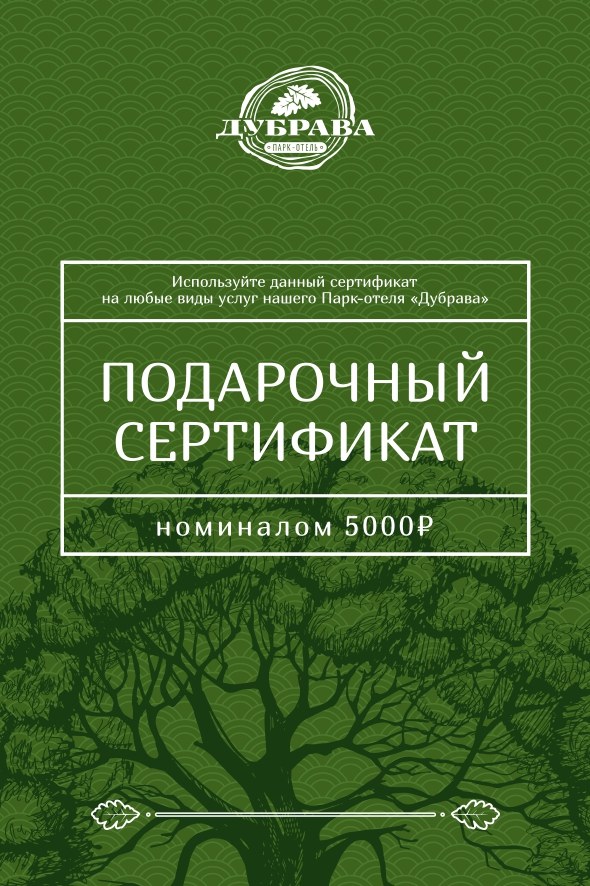 ДУБРАВА
ПАРК-ОТЕЛЬ
Используйте данный сертификат
на любые виды услуг нашего Парк-отеля «Дубрава»
ПОДАРОЧНЫЙ
СЕРТИФИКАТ
номиналом 5000₽